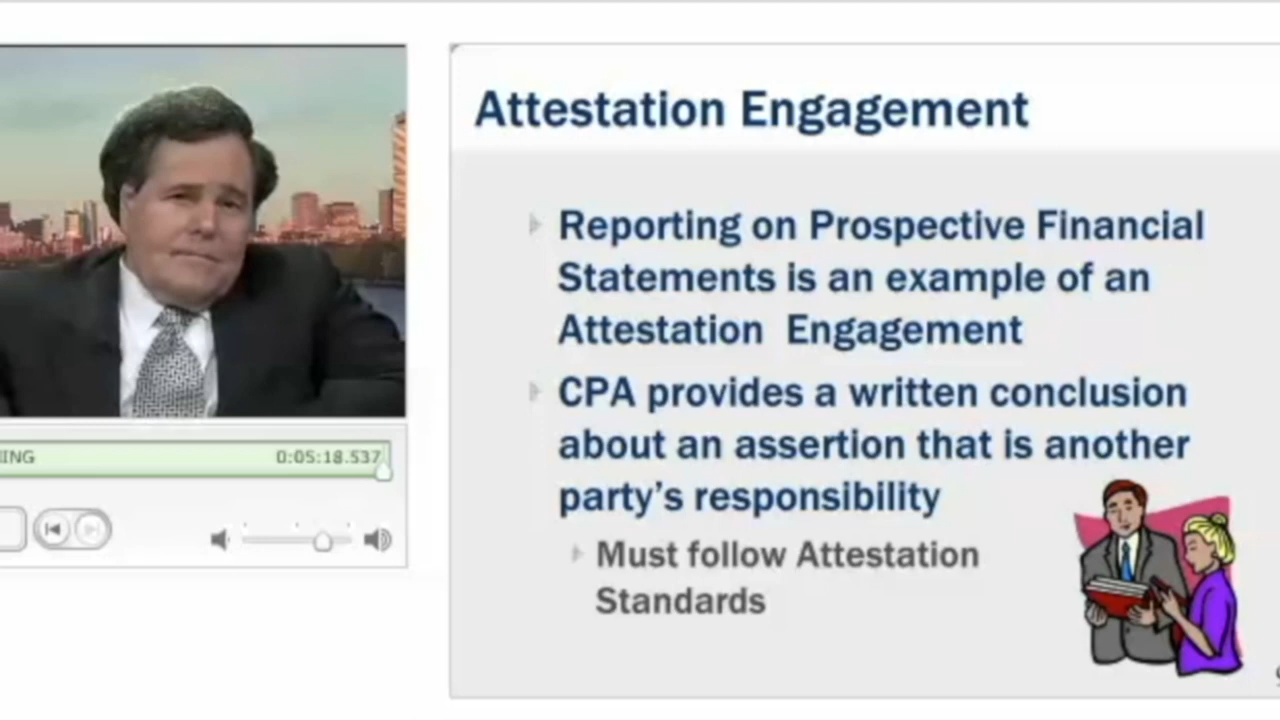 Attestation Engagement
Reporting on Prospective Financial
Statements is an example of an
Attestation Engagement
CPA provides a written conclusion
about an assertion that is another
party's responsibility
Must follow Attestation
Standards
ING 0:05:18.537